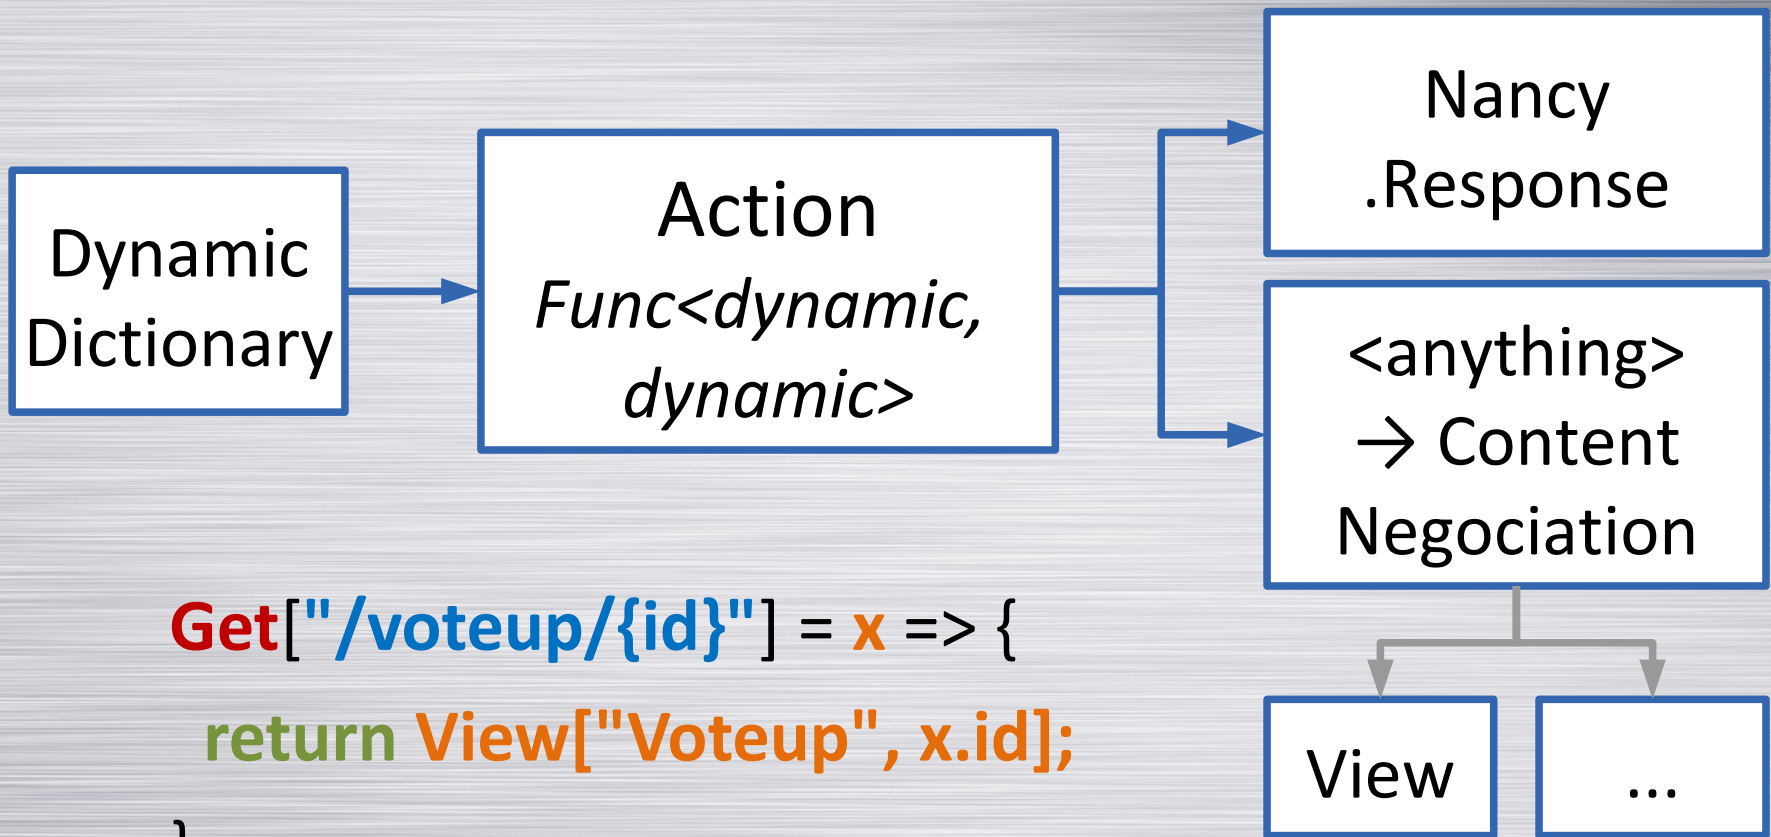 Dynamic
Dictionary
Action
Func<dynamic,
dynamic>
Nancy
.Response
<anything>
→ Content
Negociation
View
...
Get["/voteup/{id}"] = x => {
return View["Voteup", x.id];
}